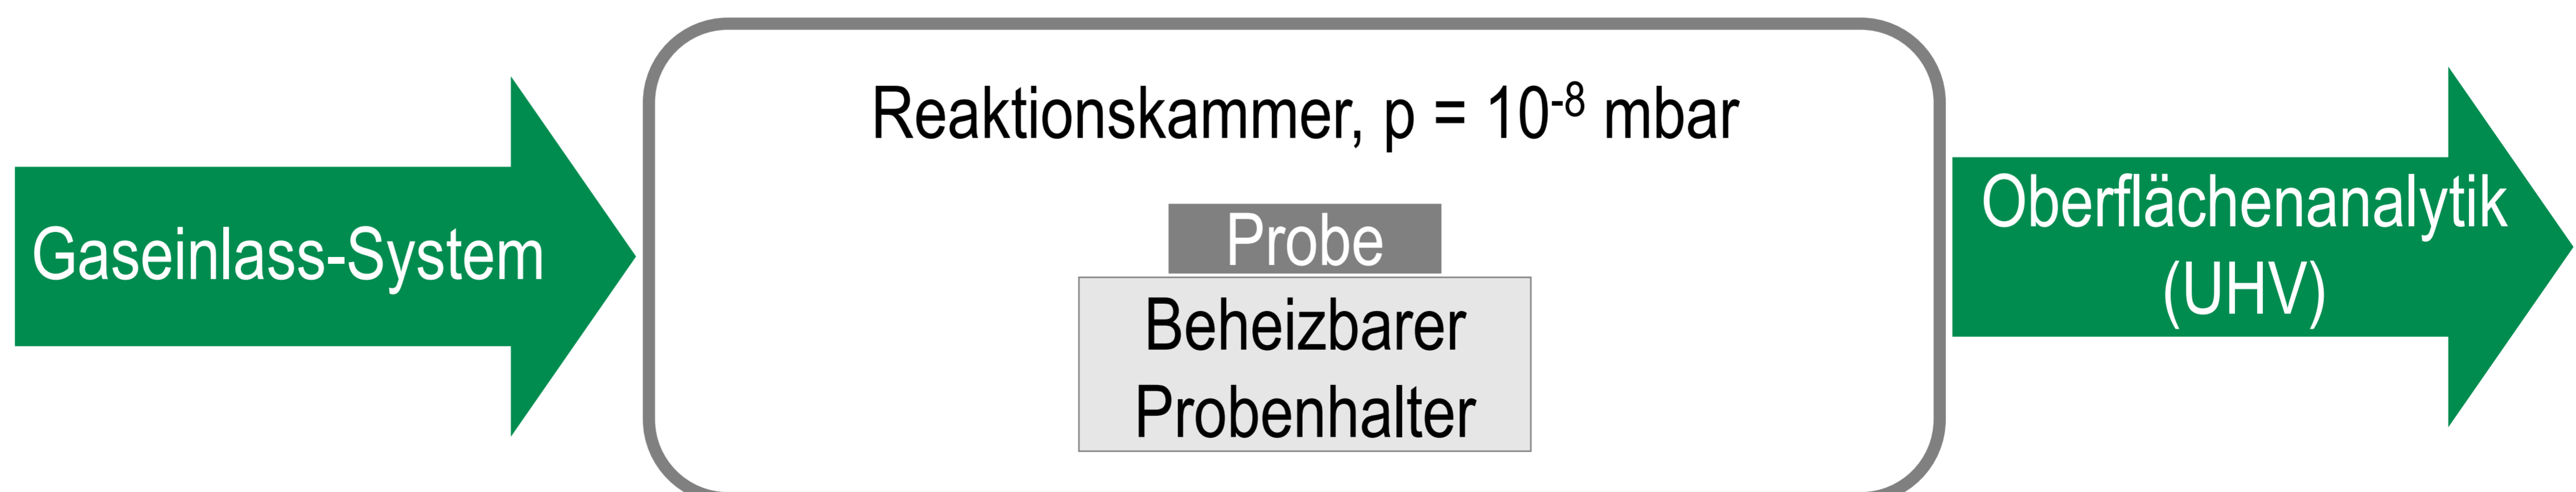 Gaseinlass-System
Reaktionskammer, p = 10⁻⁸ mbar
Probe
Beheizbarer
Probenhalter
Oberflächenanalytik
(UHV)